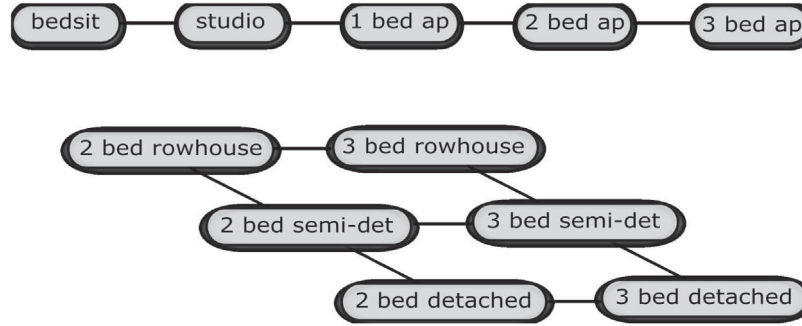 bedsit
studio
1 bed ap
2 bed ap
3 bed ap
2 bed rowhouse
3 bed rowhouse
2 bed semi-det
3 bed semi-det
2 bed detached
3 bed detached